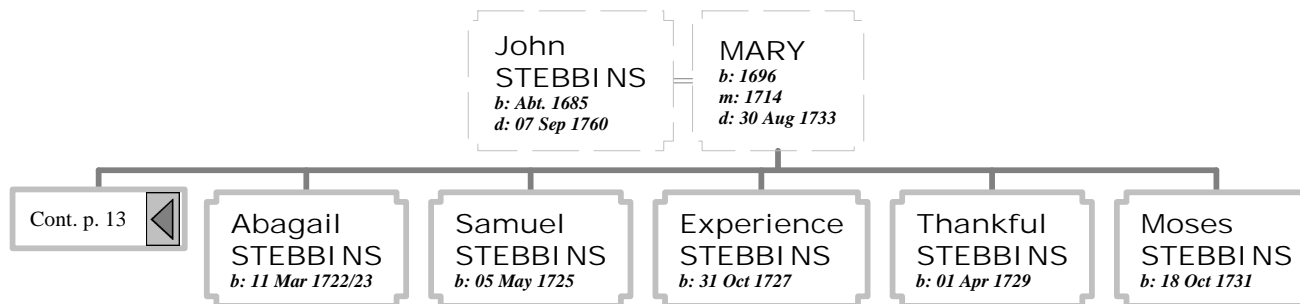 John
STEBBINS
b: Abt. 1685
d: 07 Sep 1760
MARY
b: 1696
m: 1714
d: 30 Aug 1733
Cont. p. 13
Abagail
STEBBINS
b: 11 Mar 1722/23
Samuel
STEBBINS
b: 05 May 1725
Experience
STEBBINS
b: 31 Oct 1727
Thankful
STEBBINS
b: 01 Apr 1729
Moses
STEBBINS
b: 18 Oct 1731